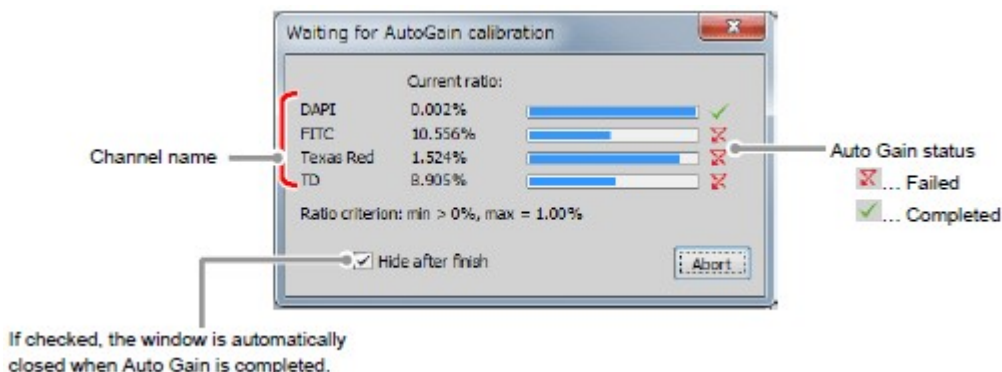 Waiting for AutoGain calibration
Current ratio:
DAPI 0.002%
FITC 10.556%
Texas Red 1.524%
TD 8.905%
Ratio criterion: min > 0%, max = 1.00%
Hide after finish
Abort
Channel name
Auto Gain status
... Failed
... Completed
If checked, the window is automatically
closed when Auto Gain is completed.